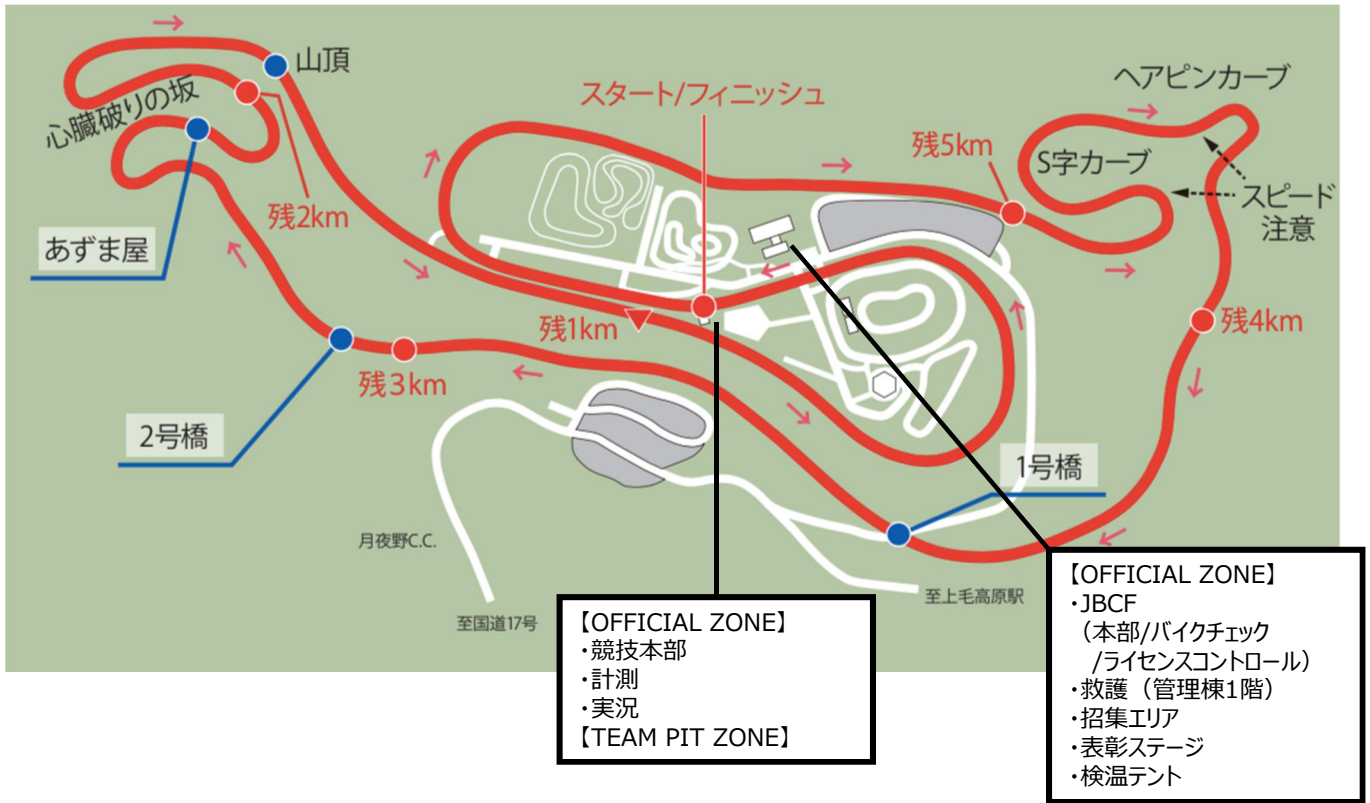 山頂
心臓破りの坂
スタート/フィニッシュ
ヘアピンカーブ
残5km
S字カーブ
スピード
注意
残2km
あずま屋
残1km
残4km
残3km
2号橋
1号橋
月夜野C.C.
至国道17号
至上毛高原駅
【OFFICIAL ZONE】
・競技本部
・計測
・実況
【TEAM PIT ZONE】
【OFFICIAL ZONE】
・JBCF
（本部/バイクチェック
/ライセンスコントロール）
・救護（管理棟1階）
・招集エリア
・表彰ステージ
・検温テント